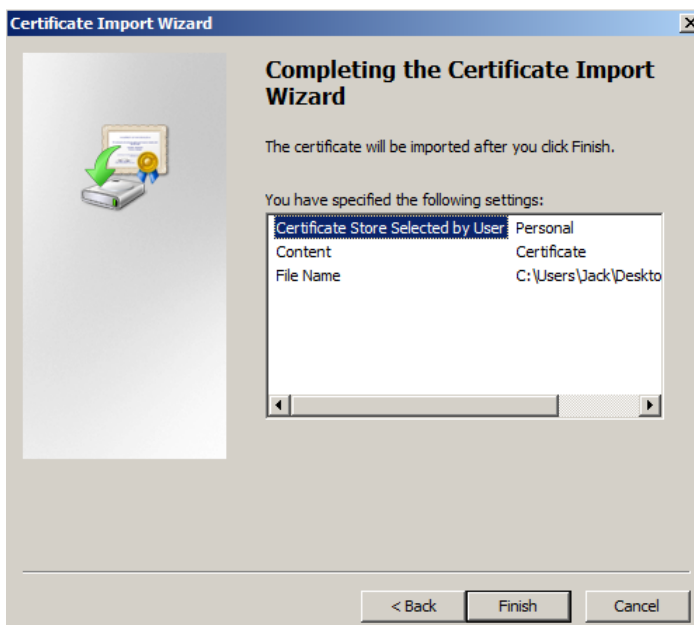 Certificate Import Wizard
Completing the Certificate Import
Wizard
The certificate will be imported after you click Finish.
You have specified the following settings:
Certificate Store Selected by User Personal
Content Certificate
File Name C:\Users\Jack\Deskto
< Back Finish Cancel